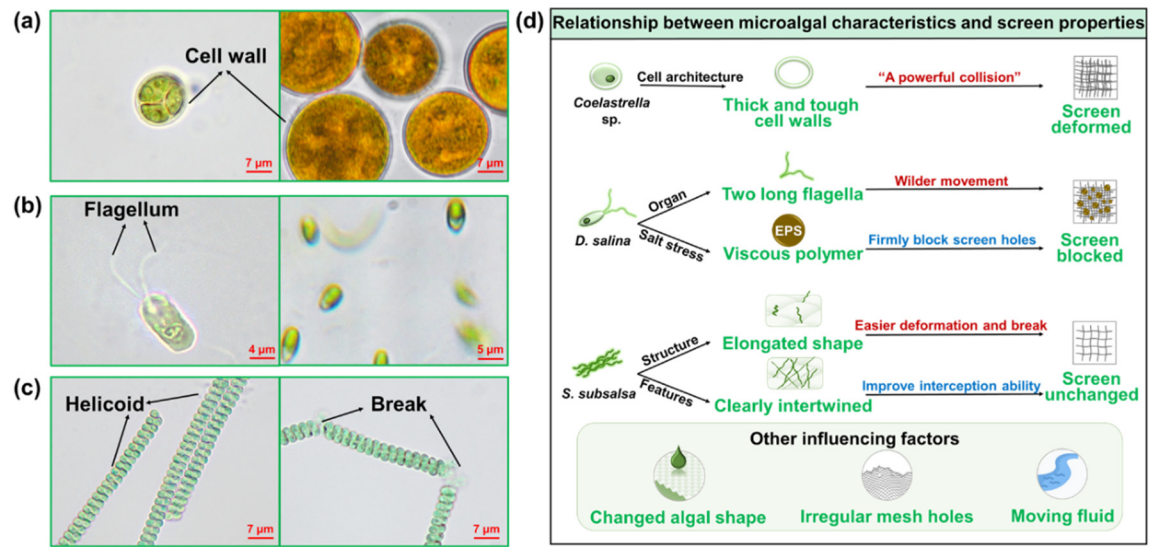 (a)
Cell wall
7 μm
7 μm
(b)
Flagellum
4 μm
5 μm
(c)
Helicoid
Break
7 μm
7 μm
(d)
Relationship between microalgal characteristics and screen properties
Coelastrella
sp.
Cell architecture
Thick and tough
cell walls
“A powerful collision”
Screen
deformed
D. salina
Organ
Two long flagella
Wilder movement
Salt stress
EPS
Viscous polymer
Firmly block screen holes
Screen
blocked
S. subsalsa
Structure
Elongated shape
Easier deformation and break
Features
Clearly intertwined
Improve interception ability
Screen
unchanged
Other influencing factors
Changed algal shape
Irregular mesh holes
Moving fluid